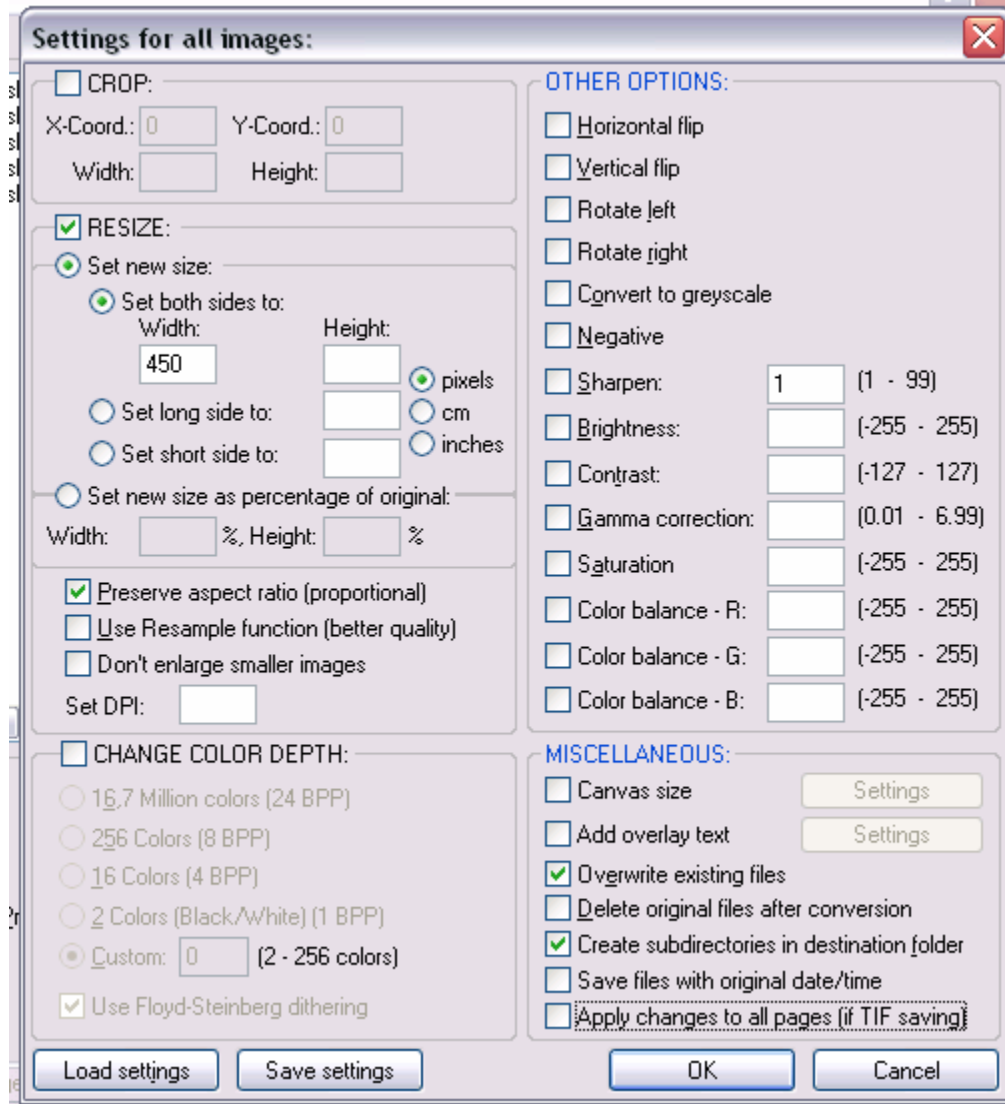 Settings for all images:
CROP:
X-Coord.: 0 Y-Coord.: 0
Width: Height:
RESIZE:
Set new size:
Set both sides to:
Width: Height:
450
pixels
Set long side to: cm
Set short side to: inches
Set new size as percentage of original:
Width: %, Height: %
Preserve aspect ratio (proportional)
Use Resample function (better quality)
Don't enlarge smaller images
Set DPI:
CHANGE COLOR DEPTH:
16,7 Million colors (24 BPP)
256 Colors (8 BPP)
16 Colors (4 BPP)
2 Colors (Black/White) (1 BPP)
Custom: 0 (2 - 256 colors)
Use Floyd-Steinberg dithering
Load settings Save settings
OTHER OPTIONS:
Horizontal flip
Vertical flip
Rotate left
Rotate right
Convert to greyscale
Negative
Sharpen: 1 (1 - 99)
Brightness: (-255 - 255)
Contrast: (-127 - 127)
Gamma correction: (0.01 - 6.99)
Saturation (-255 - 255)
Color balance - R: (-255 - 255)
Color balance - G: (-255 - 255)
Color balance - B: (-255 - 255)
MISCELLANEOUS:
Canvas size Settings
Add overlay text Settings
Overwrite existing files
Delete original files after conversion
Create subdirectories in destination folder
Save files with original date/time
Apply changes to all pages (if TIF saving)
OK Cancel